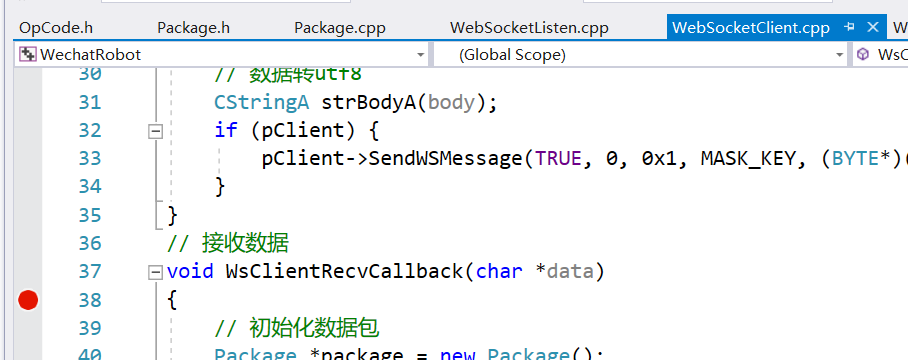 OpCode.h Package.h Package.cpp WebSocketListen.cpp WebSocketClient.cpp
WechatRobot (Global Scope)
30 // 数据转utf8
31 CStringA strBodyA(body);
32 if (pClient) {
33 pClient->SendWSMessage(TRUE, 0, 0x1, MASK_KEY, (BYTE*)(
34 }
35 }
36 // 接收数据
37 void WsClientRecvCallback(char *data)
38 {
39 // 初始化数据包
40 Package *package = new Package();